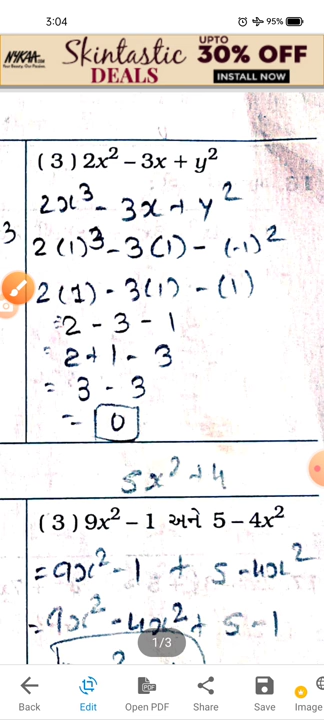 3:04 95%
NYKAA Skintastic DEALS UPTO 30% OFF INSTALL NOW
(3) 2x² – 3x + y²
2x³ - 3x + y²
3
2(1)³ - 3(1) - (-1)²
2(1) - 3(1) - (1)
= 2 - 3 - 1
= 2 + 1 - 3
= 3 - 3
= 0
5x² + 4
(3) 9x² – 1 અને 5 – 4x²
= 9x² - 1 + 5 - 4x²
= 9x² - 4x² + 5 - 1
1/3
Back Edit Open PDF Share Save Image